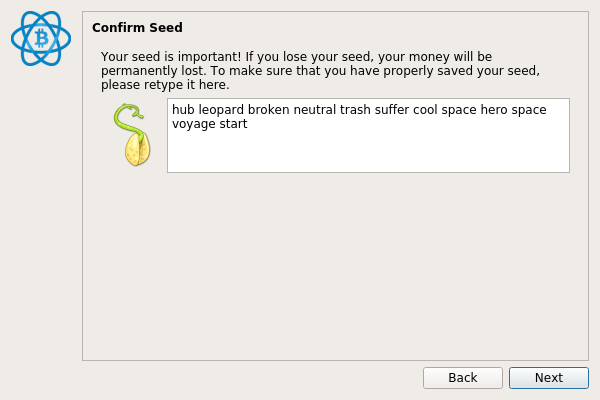 Confirm Seed
Your seed is important! If you lose your seed, your money will be
permanently lost. To make sure that you have properly saved your seed,
please retype it here.
hub leopard broken neutral trash suffer cool space hero space
voyage start
Back
Next